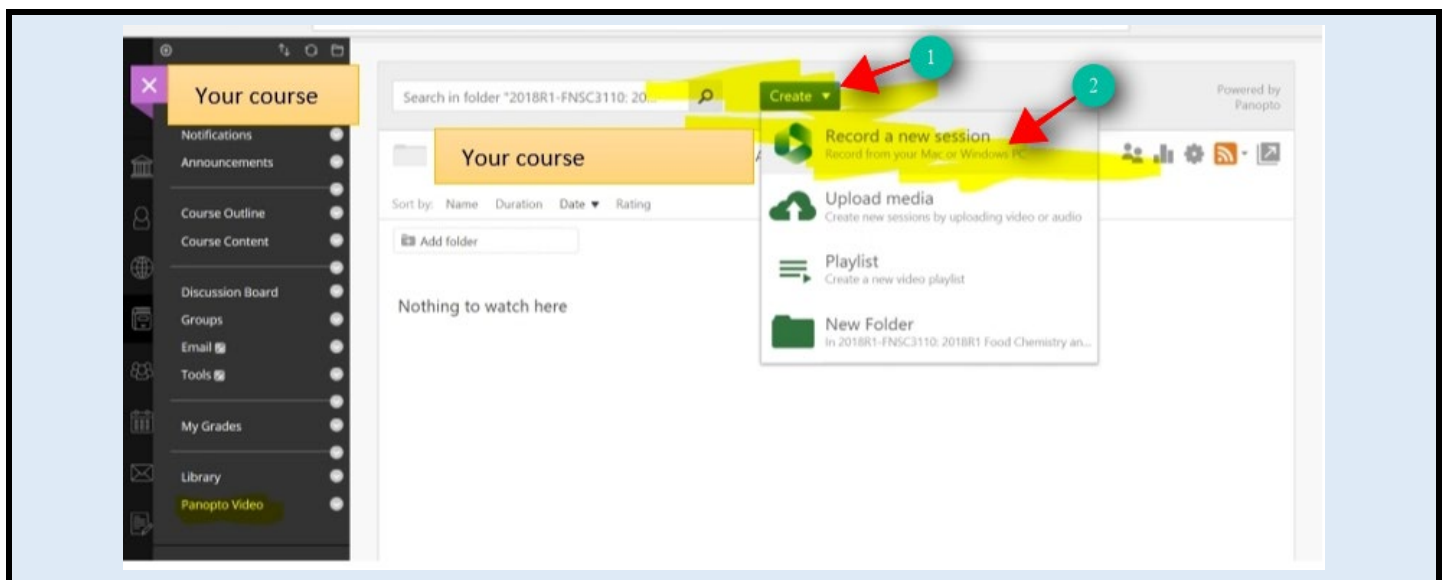 Your course
Notifications
Announcements
Course Outline
Course Content
Discussion Board
Groups
Email
Tools
My Grades
Library
Panopto Video
Search in folder "2018R1-FNSC3110: 20...
Create
1
2
Powered by
Panopto
Your course
Sort by: Name Duration Date Rating
Add folder
Nothing to watch here
Record a new session
Record from your Mac or Windows PC
Upload media
Create new sessions by uploading video or audio
Playlist
Create a new video playlist
New Folder
In 2018R1-FNSC3110: 2018R1 Food Chemistry an...